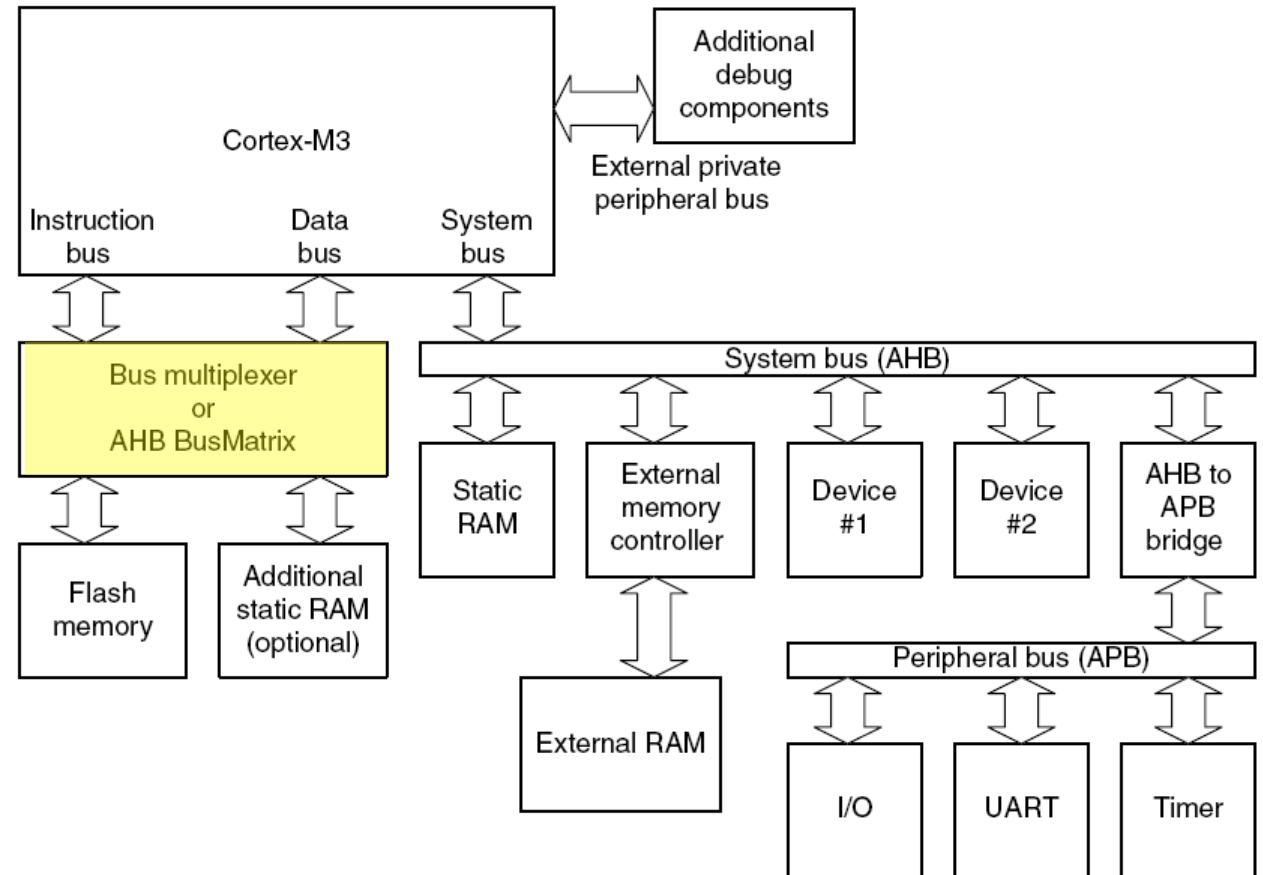 Additional
debug
components
Cortex-M3
External private
peripheral bus
Instruction
bus
Data
bus
System
bus
Bus multiplexer
or
AHB BusMatrix
System bus (AHB)
Static
RAM
External
memory
controller
Device
#1
Device
#2
AHB to
APB
bridge
Flash
memory
Additional
static RAM
(optional)
Peripheral bus (APB)
External RAM
I/O
UART
Timer